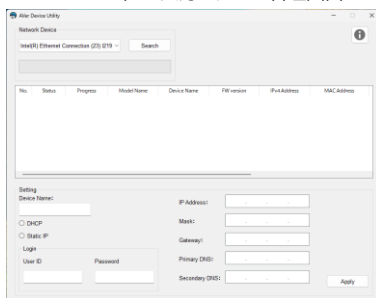 Aller Device Utility
Network Device
Intel(R) Ethernet Connection (23) I219
Search
No. Status Progress Model Name Device Name FW version IPv4 Address MAC Address
Setting
Device Name:
DHCP
Static IP
Login
User ID Password
IP Address:
Mask:
Gateway:
Primary DNS:
Secondary DNS:
Apply